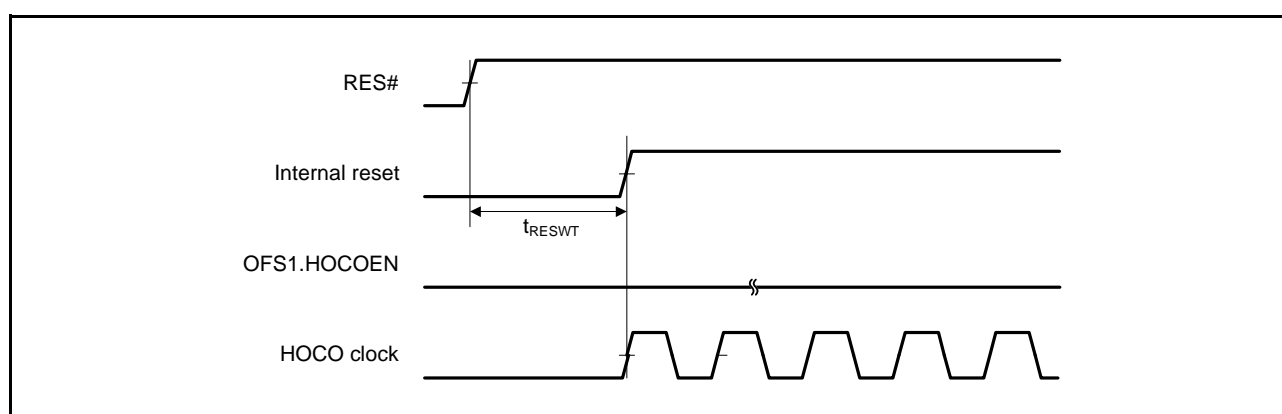 RES#
Internal reset
tRESWT
OFS1.HOCOEN
HOCO clock